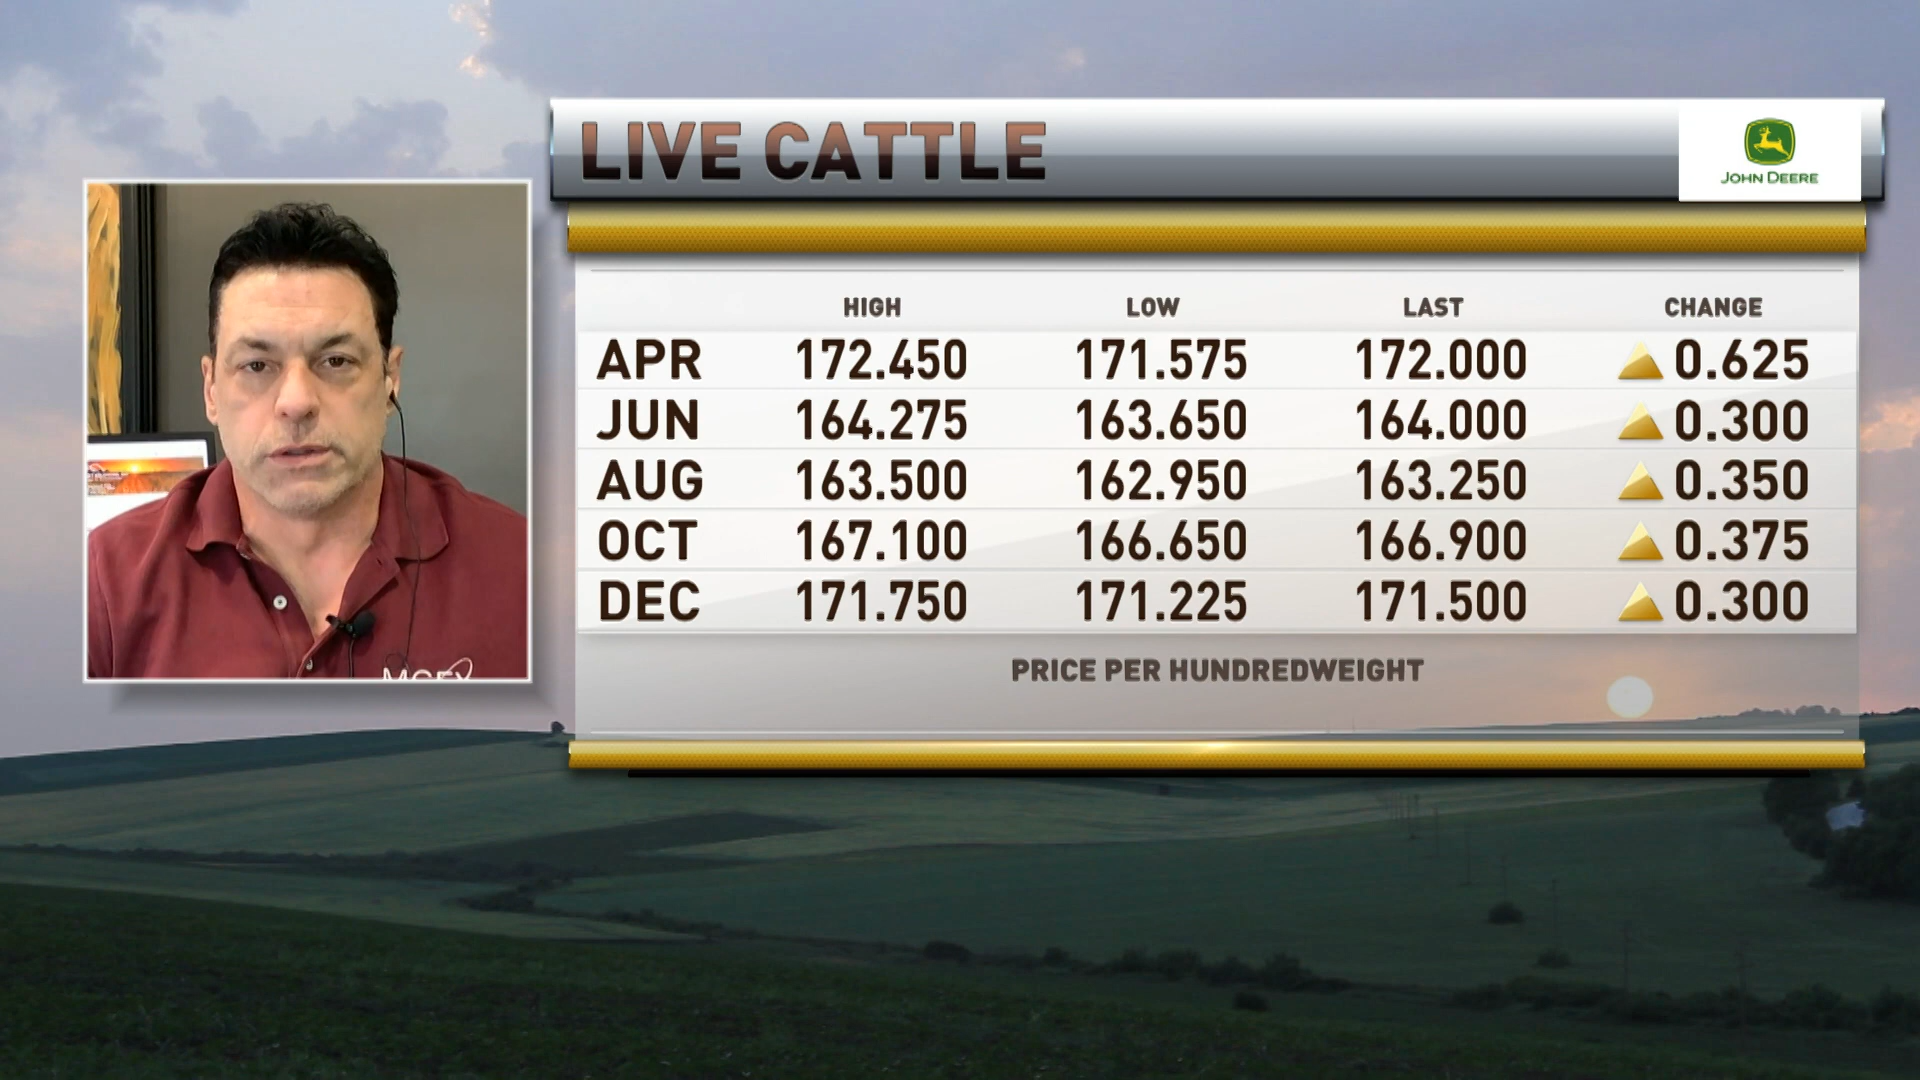 LIVE CATTLE
JOHN DEERE
HIGH LOW LAST CHANGE
APR 172.450 171.575 172.000 0.625
JUN 164.275 163.650 164.000 0.300
AUG 163.500 162.950 163.250 0.350
OCT 167.100 166.650 166.900 0.375
DEC 171.750 171.225 171.500 0.300
PRICE PER HUNDREDWEIGHT